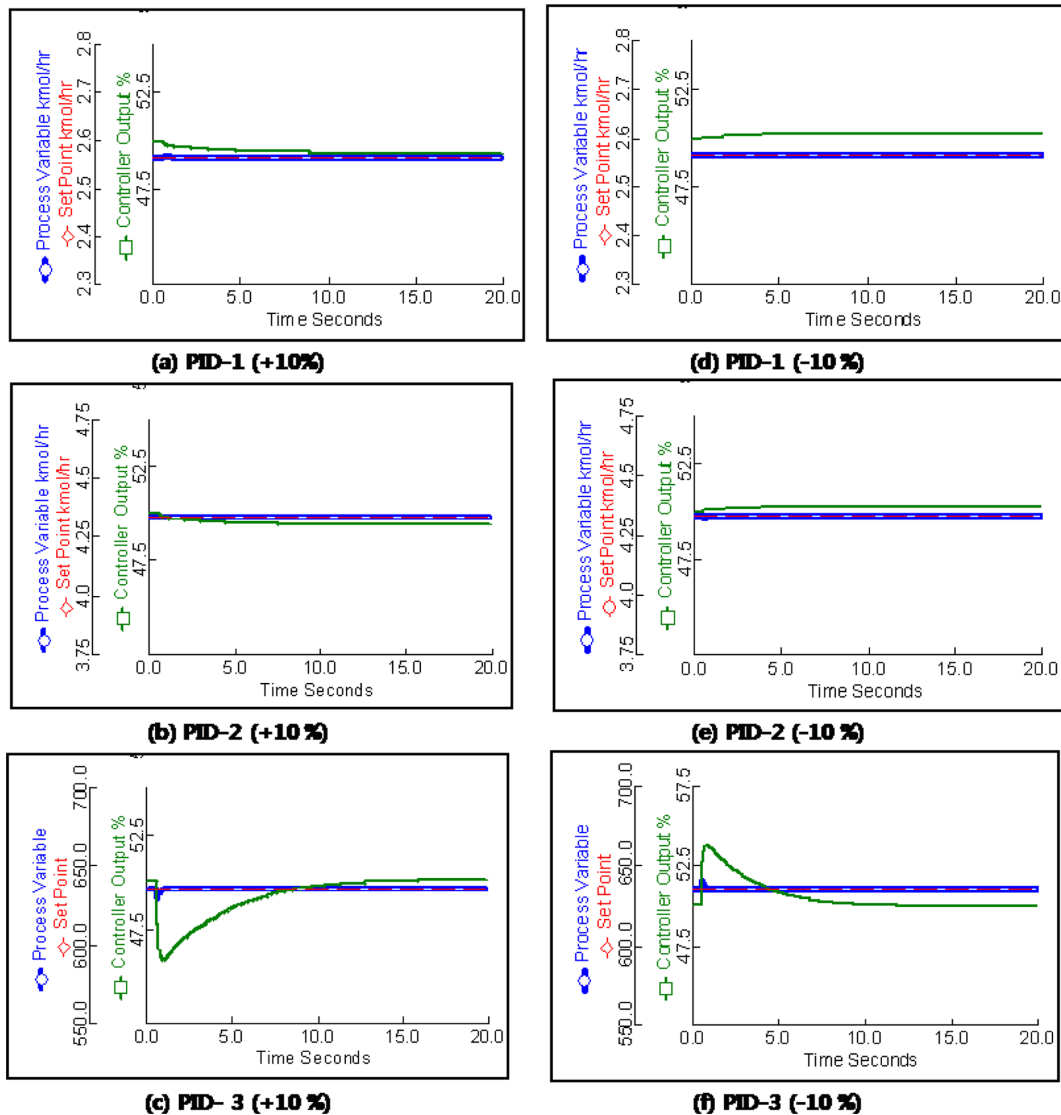 Process Variable kmol/hr
Set Point kmol/hr
2.3 2.4 2.5 2.6 2.7 2.8
Controller Output %
47.5 52.5
0.0 5.0 10.0 15.0 20.0
Time Seconds
(a) PID-1 (+10%)
Process Variable kmol/hr
Set Point kmol/hr
2.3 2.4 2.5 2.6 2.7 2.8
Controller Output %
47.5 52.5
0.0 5.0 10.0 15.0 20.0
Time Seconds
(d) PID-1 (-10 %)
Process Variable kmol/hr
Set Point kmol/hr
3.75 4.0 4.25 4.5 4.75
Controller Output %
47.5 52.5
0.0 5.0 10.0 15.0 20.0
Time Seconds
(b) PID-2 (+10 %)
Process Variable kmol/hr
Set Point kmol/hr
3.75 4.0 4.25 4.5 4.75
Controller Output %
47.5 52.5
0.0 5.0 10.0 15.0 20.0
Time Seconds
(e) PID-2 (-10 %)
Process Variable
Set Point
550.0 600.0 650.0 700.0
Controller Output %
47.5 52.5
0.0 5.0 10.0 15.0 20.0
Time Seconds
(c) PID- 3 (+10 %)
Process Variable
Set Point
550.0 600.0 650.0 700.0
Controller Output %
47.5 52.5 57.5
0.0 5.0 10.0 15.0 20.0
Time Seconds
(f) PID-3 (-10 %)